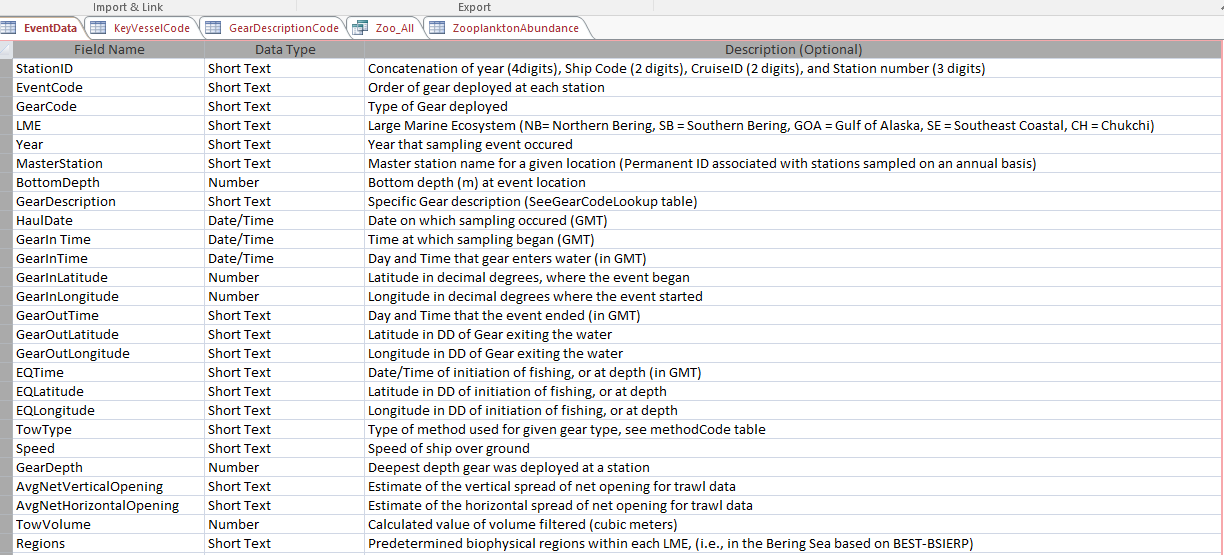 Import & Link Export
EventData KeyVesselCode GearDescriptionCode Zoo_All ZooplanktonAbundance
Field Name Data Type Description (Optional)
StationID Short Text Concatenation of year (4digits), Ship Code (2 digits), CruiseID (2 digits), and Station number (3 digits)
EventCode Short Text Order of gear deployed at each station
GearCode Short Text Type of Gear deployed
LME Short Text Large Marine Ecosystem (NB= Northern Bering, SB = Southern Bering, GOA = Gulf of Alaska, SE = Southeast Coastal, CH = Chukchi)
Year Short Text Year that sampling event occured
MasterStation Short Text Master station name for a given location (Permanent ID associated with stations sampled on an annual basis)
BottomDepth Number Bottom depth (m) at event location
GearDescription Short Text Specific Gear description (SeeGearCodeLookup table)
HaulDate Date/Time Date on which sampling occured (GMT)
GearIn Time Date/Time Time at which sampling began (GMT)
GearInTime Date/Time Day and Time that gear enters water (in GMT)
GearInLatitude Number Latitude in decimal degrees, where the event began
GearInLongitude Number Longitude in decimal degrees where the event started
GearOutTime Short Text Day and Time that the event ended (in GMT)
GearOutLatitude Short Text Latitude in DD of Gear exiting the water
GearOutLongitude Short Text Longitude in DD of Gear exiting the water
EQTime Short Text Date/Time of initiation of fishing, or at depth (in GMT)
EQLatitude Short Text Latitude in DD of initiation of fishing, or at depth
EQLongitude Short Text Longitude in DD of initiation of fishing, or at depth
TowType Short Text Type of method used for given gear type, see methodCode table
Speed Short Text Speed of ship over ground
GearDepth Number Deepest depth gear was deployed at a station
AvgNetVerticalOpening Short Text Estimate of the vertical spread of net opening for trawl data
AvgNetHorizontalOpening Short Text Estimate of the horizontal spread of net opening for trawl data
TowVolume Number Calculated value of volume filtered (cubic meters)
Regions Short Text Predetermined biophysical regions within each LME, (i.e., in the Bering Sea based on BEST-BSIERP)